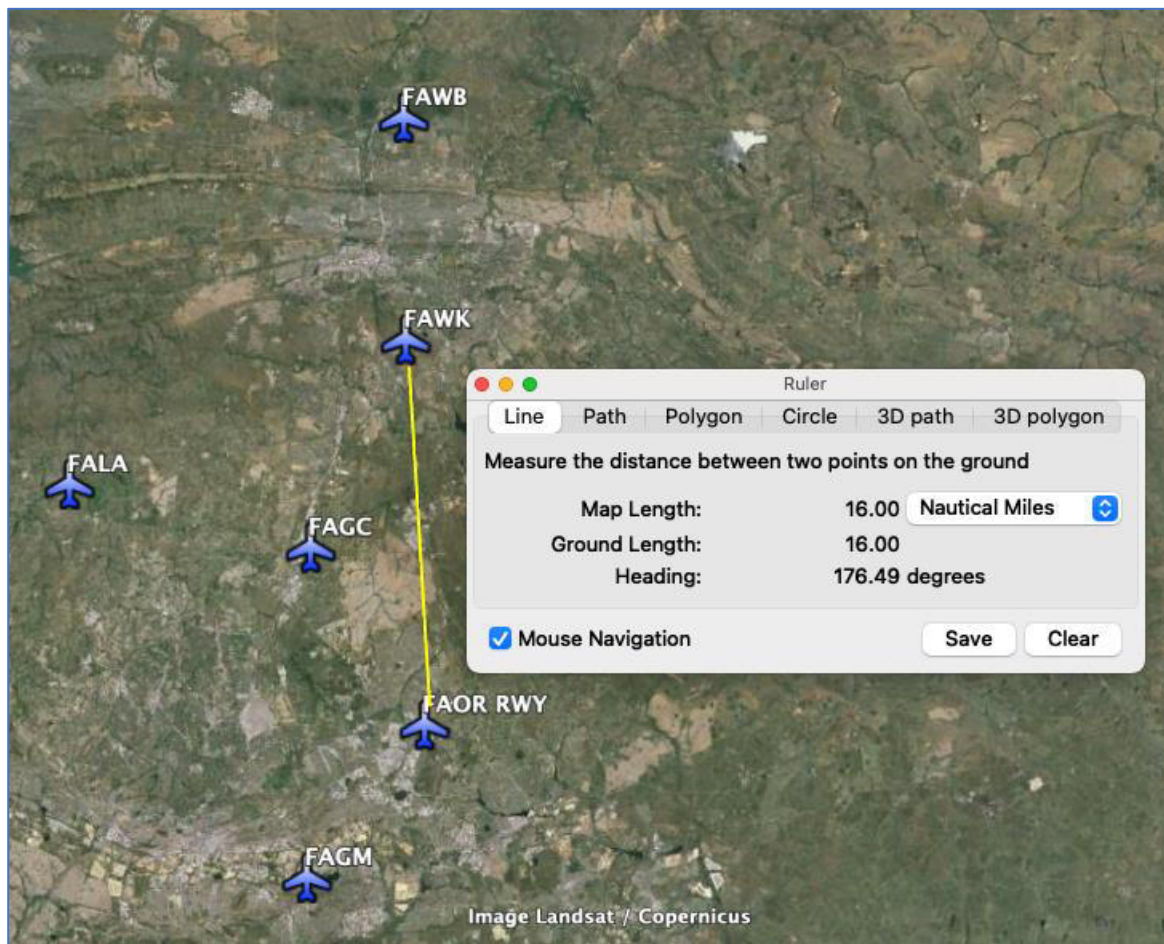 FAWB
FAWK
Ruler
Line Path Polygon Circle 3D path 3D polygon
FALA
Measure the distance between two points on the ground
Map Length: 16.00 Nautical Miles
FAGC
Ground Length: 16.00
Heading: 176.49 degrees
Mouse Navigation Save Clear
FAOR RWY
FAGM
Image Landsat / Copernicus